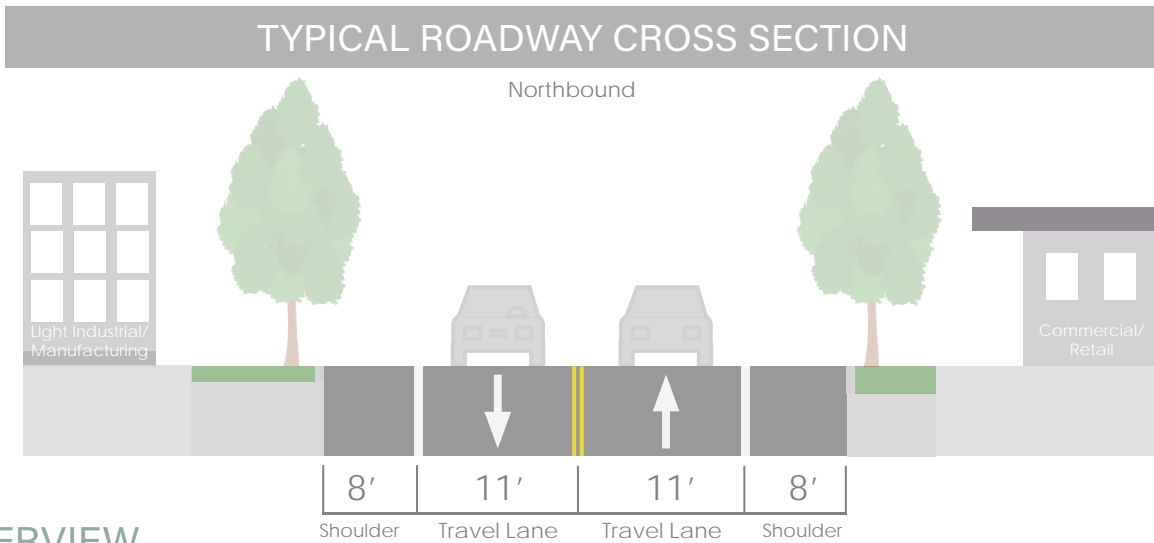 TYPICAL ROADWAY CROSS SECTION
Northbound
Light Industrial/
Manufacturing
Commercial/
Retail
8′ 11′ 11′ 8′
Shoulder Travel Lane Travel Lane Shoulder
ERVIEW